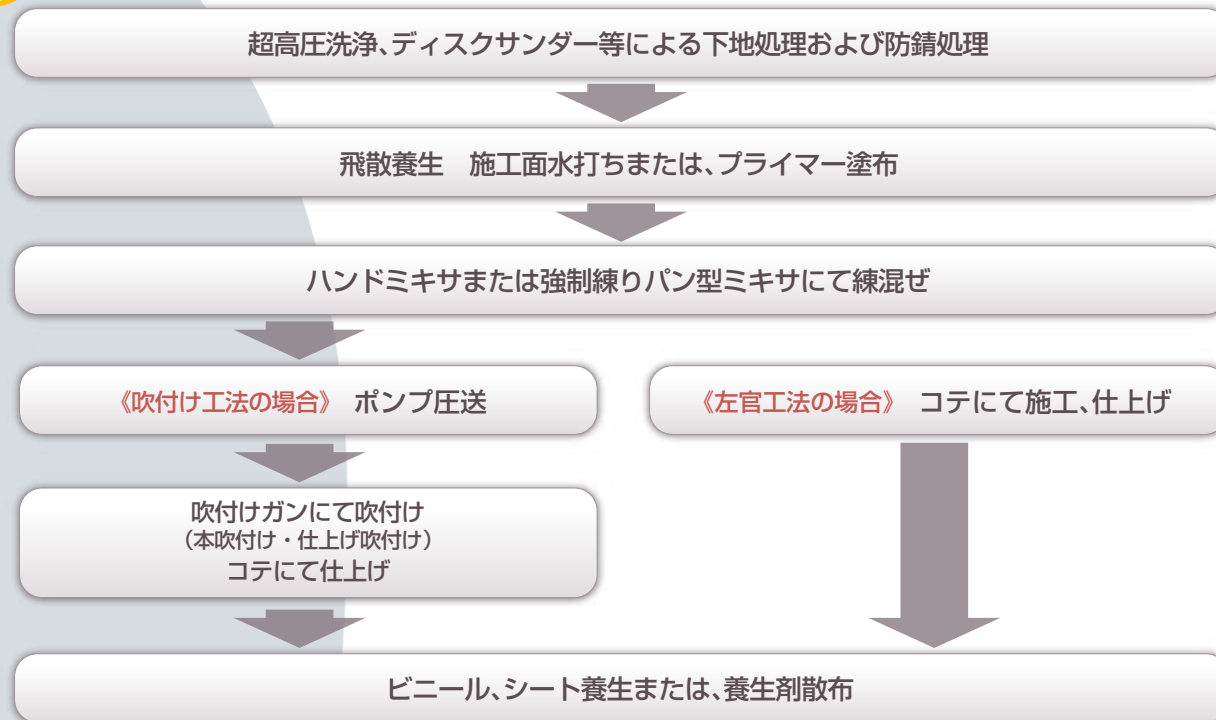 超高圧洗浄、ディスクサンダー等による下地処理および防錆処理
飛散養生　施工面水打ちまたは、プライマー塗布
ハンドミキサまたは強制練りパン型ミキサにて練混ぜ
《吹付け工法の場合》 ポンプ圧送
《左官工法の場合》 コテにて施工、仕上げ
吹付けガンにて吹付け
（本吹付け・仕上げ吹付け）
コテにて仕上げ
ビニール、シート養生または、養生剤散布